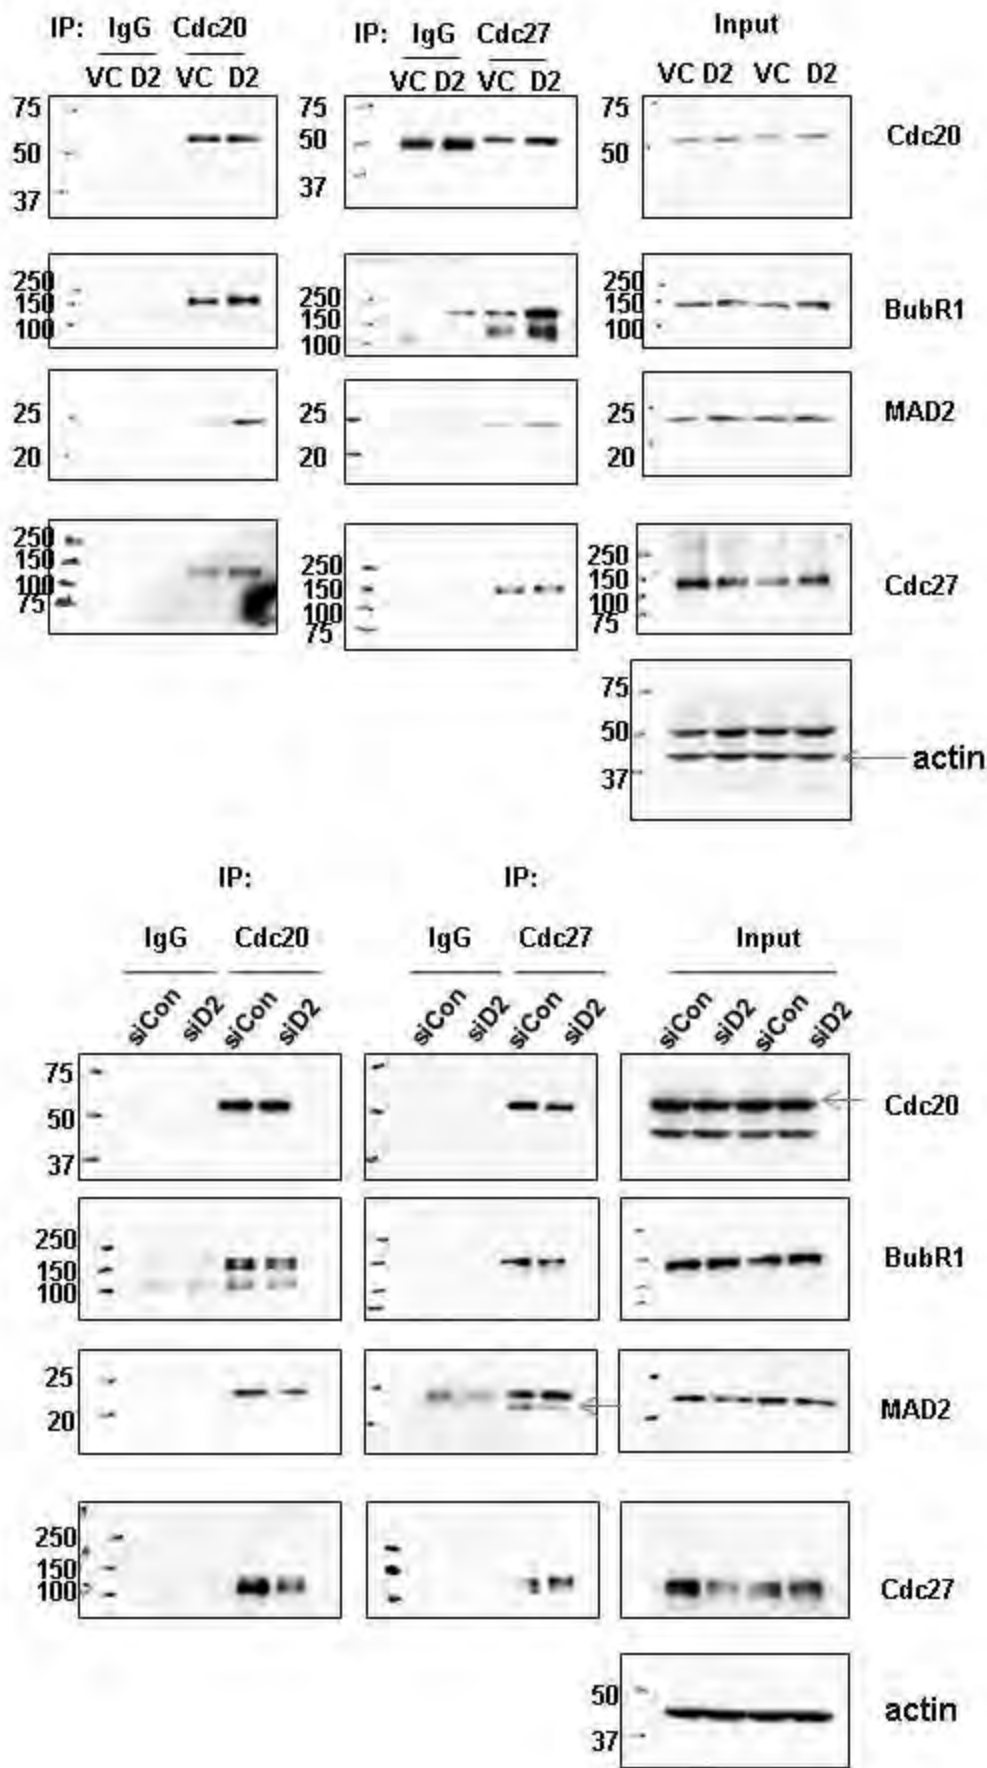 IP: IgG Cdc20
VC D2 VC D2
IP: IgG Cdc27
VC D2 VC D2
Input
VC D2 VC D2
75
50
37
75
50
37
75
50
Cdc20
250
150
100
250
150
100
250
150
100
BubR1
25
20
25
20
25
20
MAD2
250
150
100
75
250
150
100
75
250
150
100
75
Cdc27
75
50
37
actin
IP: IP:
IgG Cdc20 IgG Cdc27 Input
siCon siD2 siCon siD2 siCon siD2 siCon siD2 siCon siD2 siCon siD2
75
50
37
Cdc20
250
150
100
BubR1
25
20
MAD2
250
150
100
Cdc27
50
37
actin